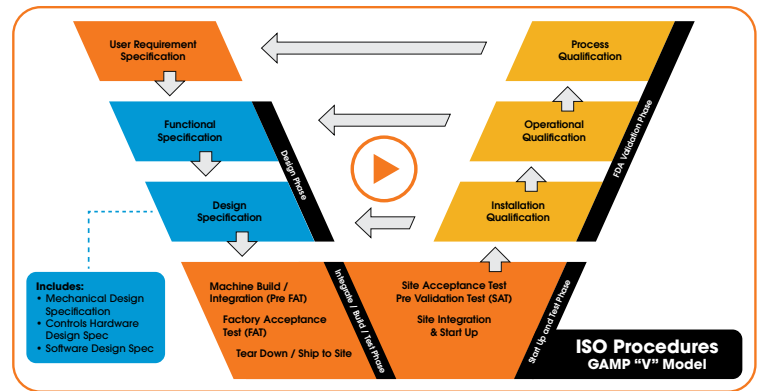 User Requirement
Specification
Process
Qualification
Functional
Specification
Design Phase
Operational
Qualification
FDA Validation Phase
Design
Specification
Installation
Qualification
Includes:
• Mechanical Design
Specification
• Controls Hardware
Design Spec
• Software Design Spec
Machine Build /
Integration (Pre FAT)
Factory Acceptance
Test (FAT)
Tear Down / Ship to Site
Integrate / Build / Test Phase
Site Acceptance Test
Pre Validation Test (SAT)
Site Integration
& Start Up
Start Up and Test Phase
ISO Procedures
GAMP “V” Model